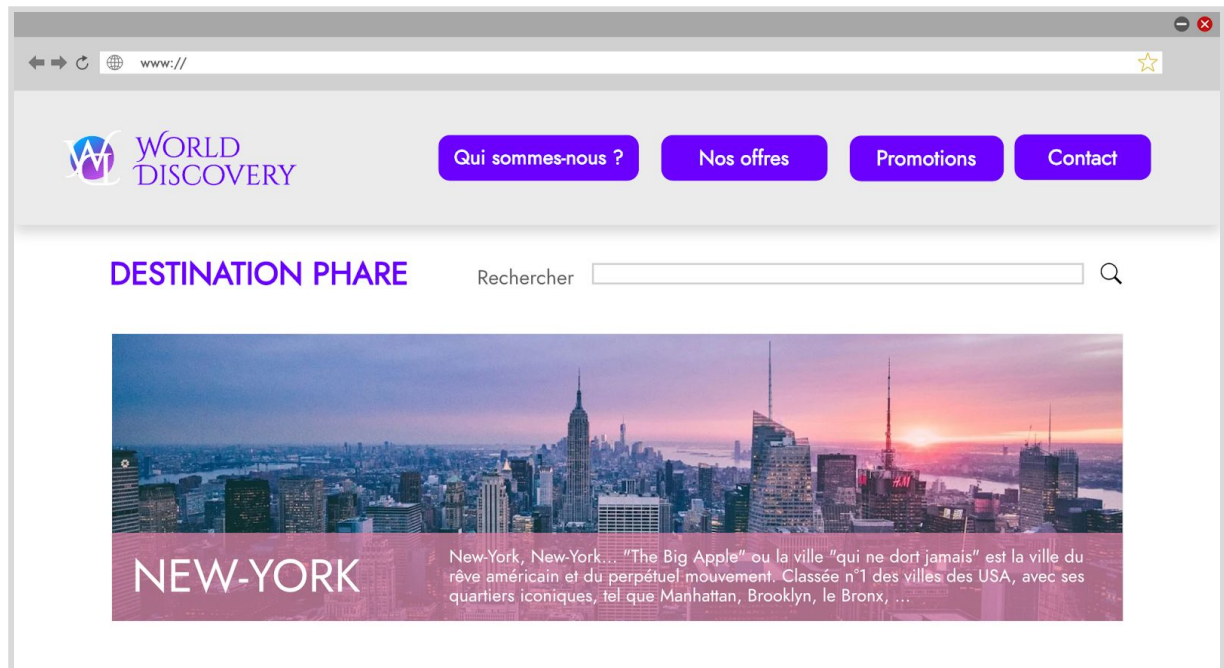 www://
WORLD
DISCOVERY
Qui sommes-nous ?
Nos offres
Promotions
Contact
DESTINATION PHARE
Rechercher
H&M
NEW-YORK
New-York, New-York... "The Big Apple" ou la ville "qui ne dort jamais" est la ville du
rêve américain et du perpétuel mouvement. Classée n°1 des villes des USA, avec ses
quartiers iconiques, tel que Manhattan, Brooklyn, le Bronx, ...